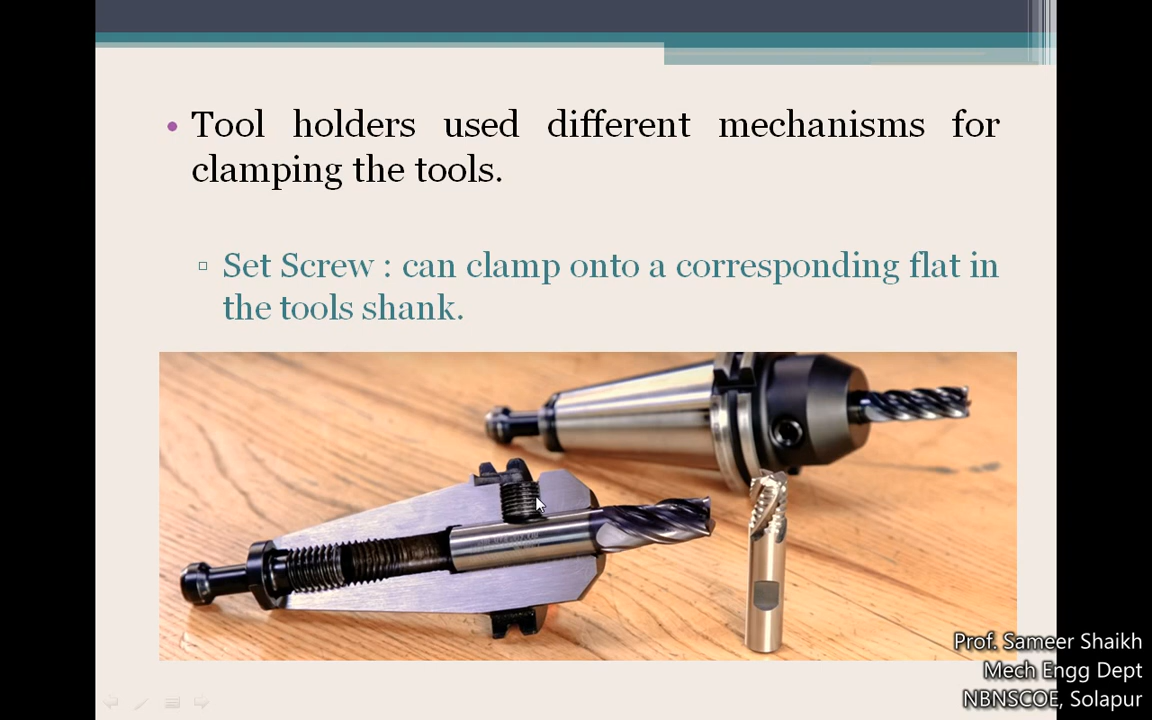 • Tool holders used different mechanisms for
clamping the tools.
▫ Set Screw : can clamp onto a corresponding flat in
the tools shank.
Prof. Sameer Shaikh
Mech Engg Dept
NBNSCOE, Solapur